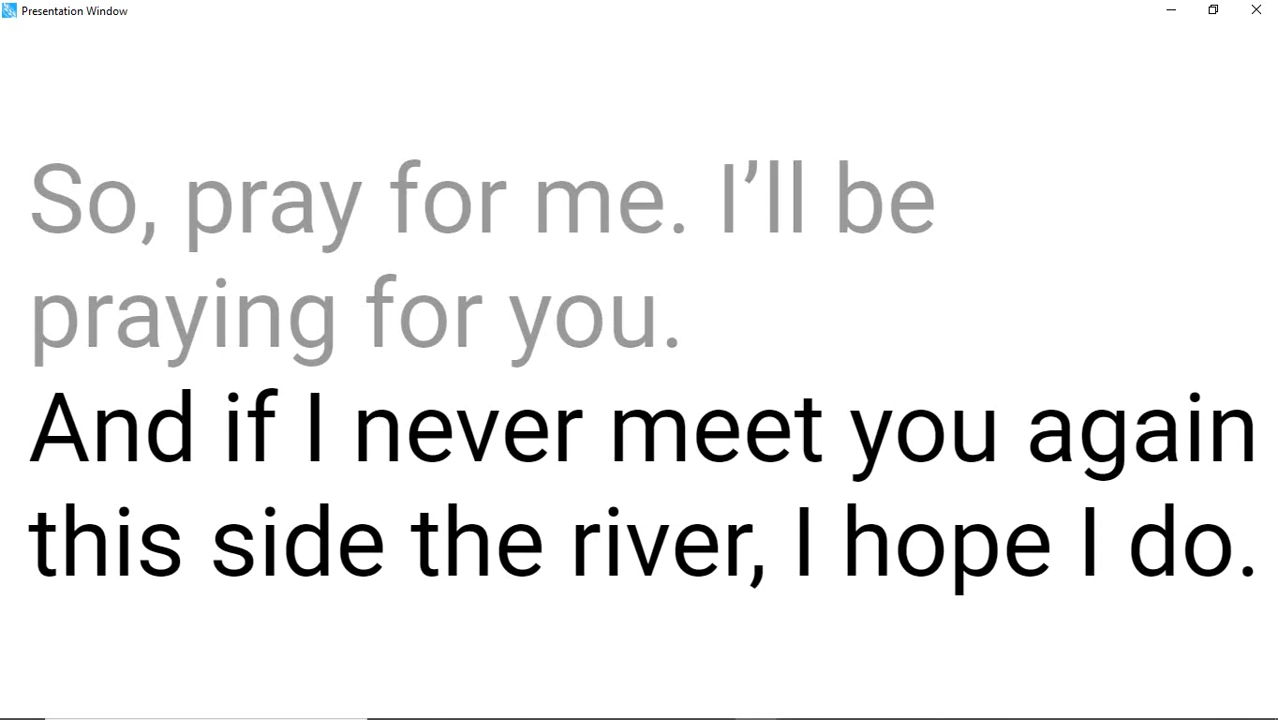 Presentation Window
So, pray for me. I’ll be
praying for you.
And if I never meet you again
this side the river, I hope I do.